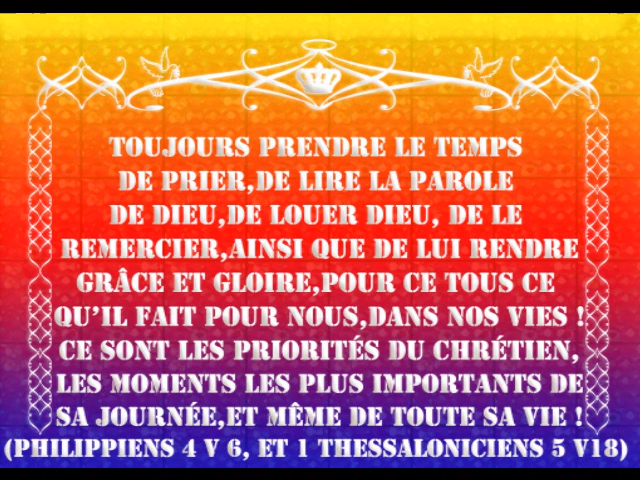 TOUJOURS PRENDRE LE TEMPS
DE PRIER,DE LIRE LA PAROLE
DE DIEU,DE LOUER DIEU, DE LE
REMERCIER,AINSI QUE DE LUI RENDRE
GRÂCE ET GLOIRE,POUR CE TOUS CE
QU'IL FAIT POUR NOUS,DANS NOS VIES !
CE SONT LES PRIORITÉS DU CHRÉTIEN,
LES MOMENTS LES PLUS IMPORTANTS DE
SA JOURNÉE,ET MÊME DE TOUTE SA VIE !
(PHILIPPIENS 4 V 6, ET 1 THESSALONICIENS 5 V18)